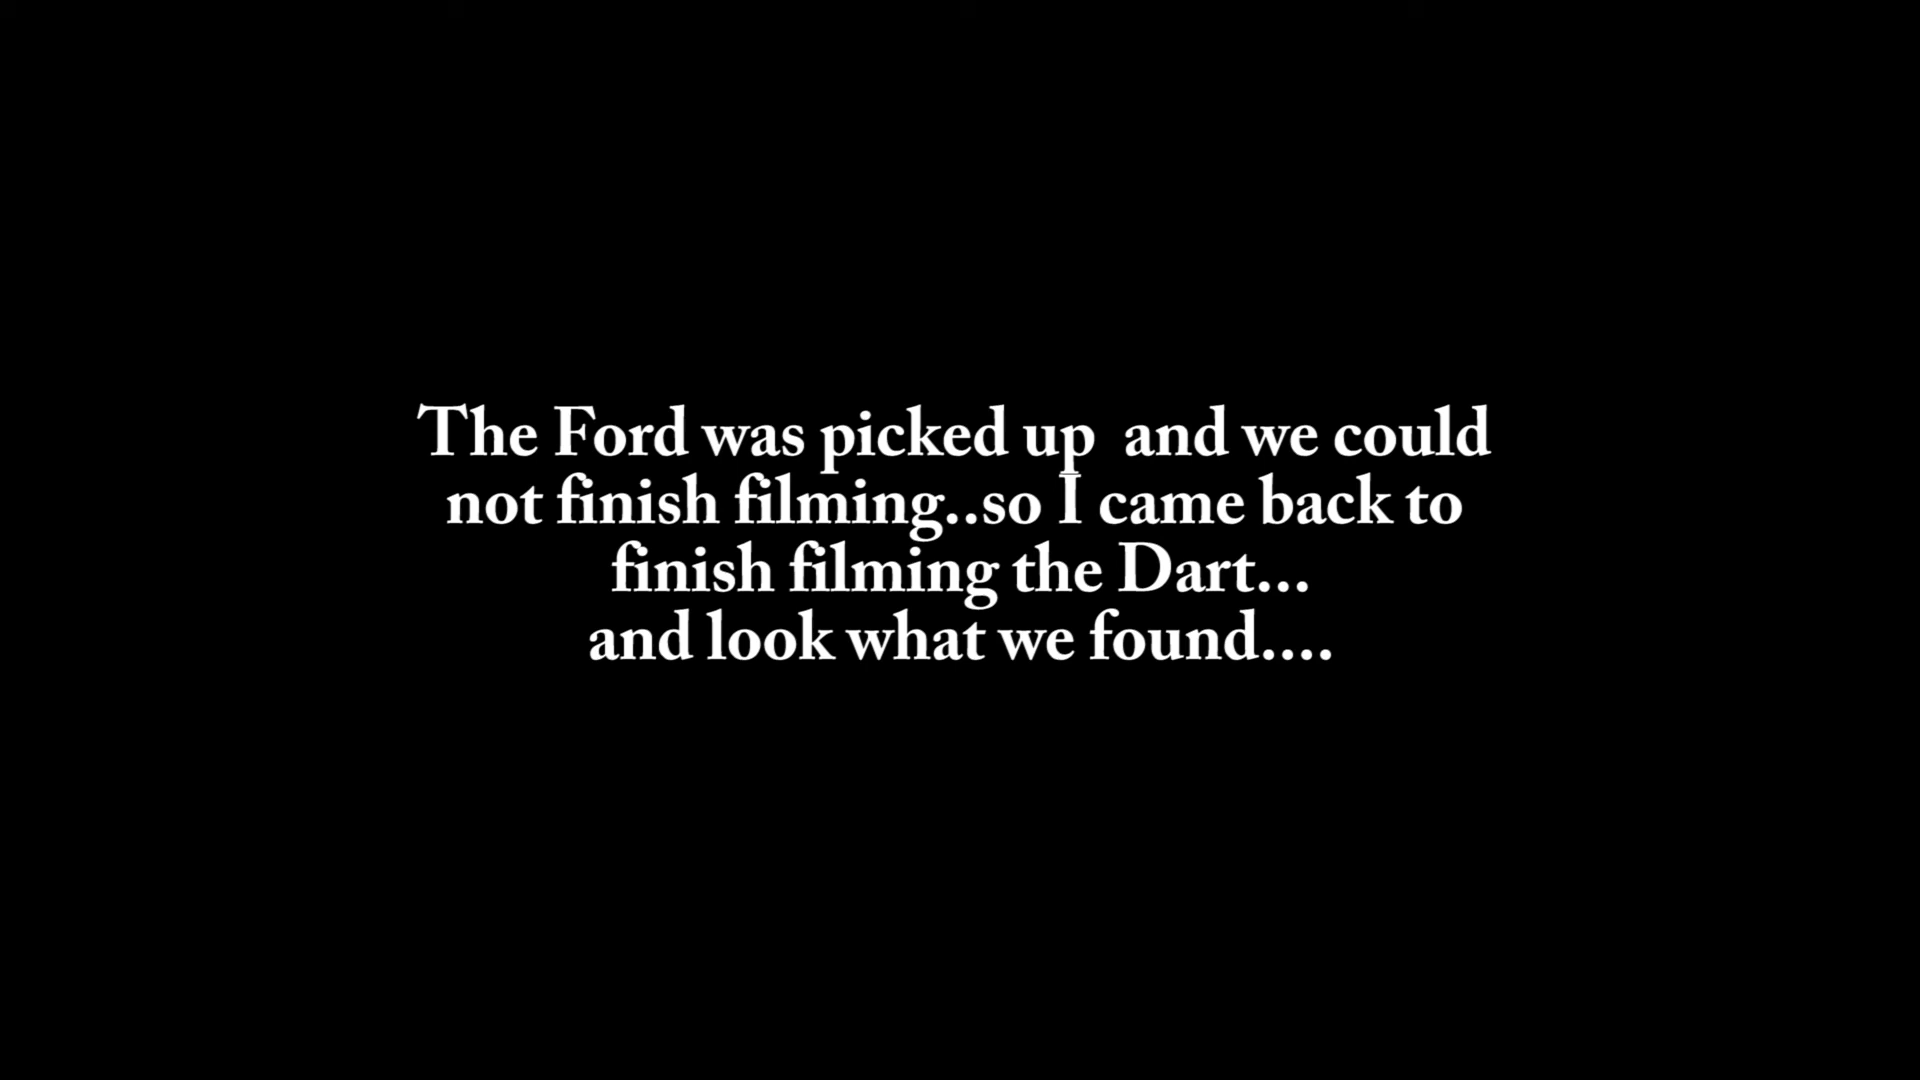 The Ford was picked up  and we could
not finish filming..so I came back to
finish filming the Dart...
and look what we found....